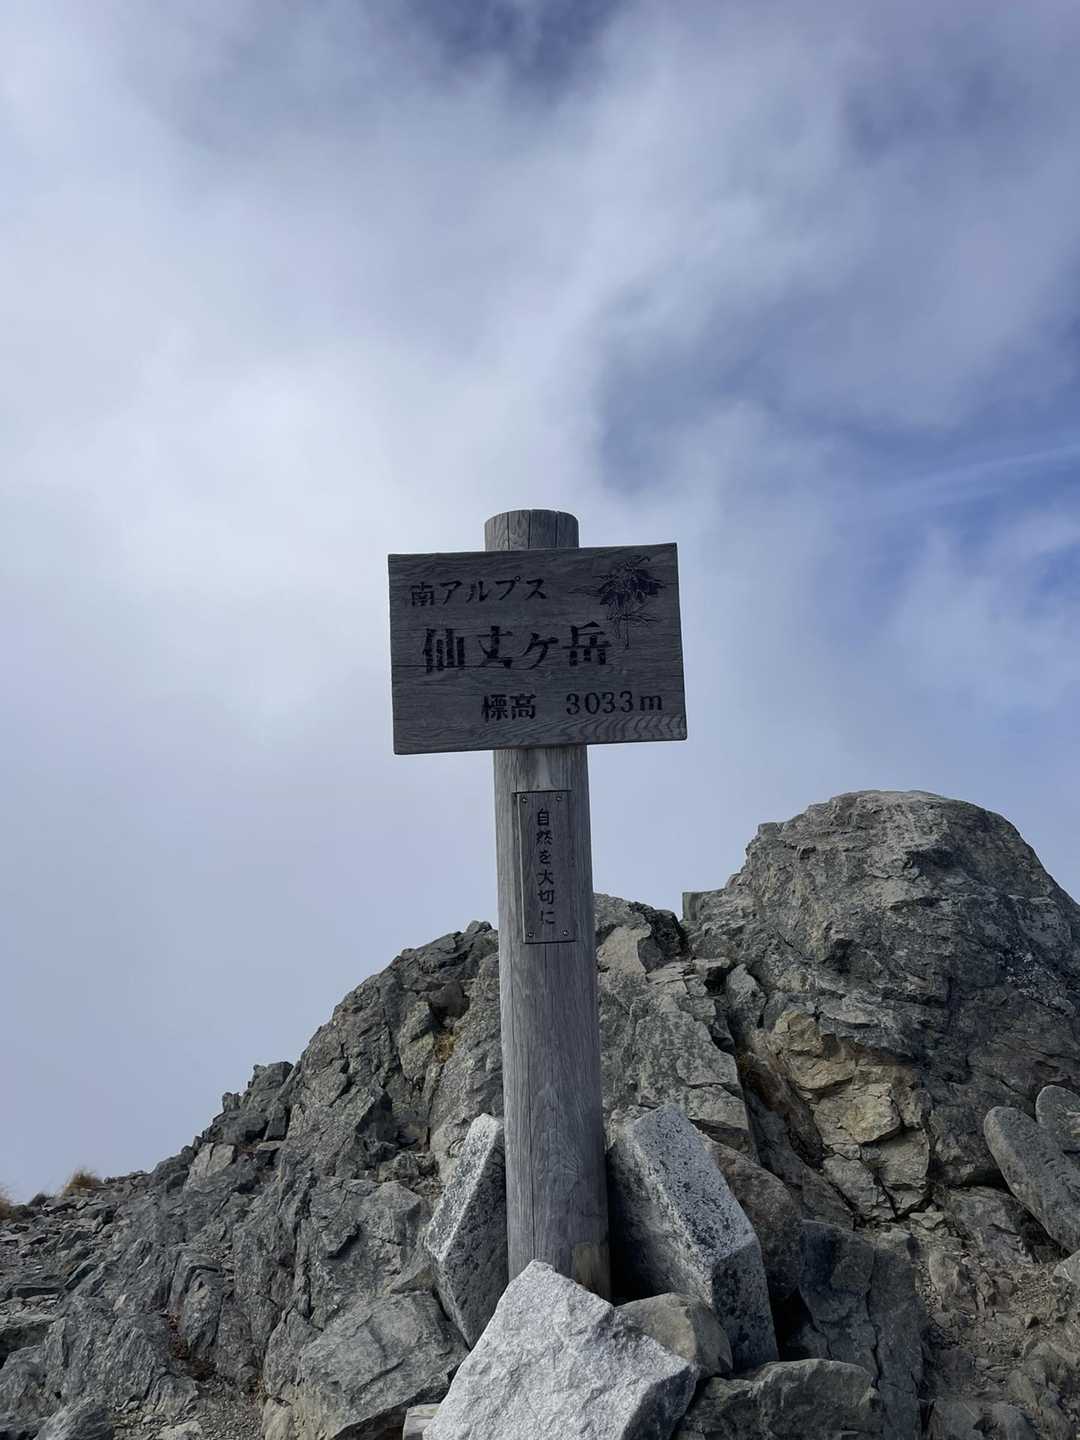 南アルプス
仙丈ケ岳
標高 3033m
自然を大切に